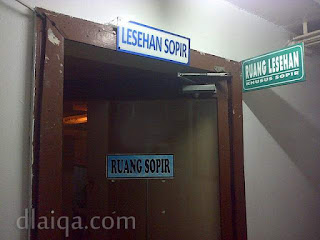 LESEHAN SOPIR
RUANG LESEHAN
KHUSUS SOPIR
RUANG SOPIR
dlaiqa.com